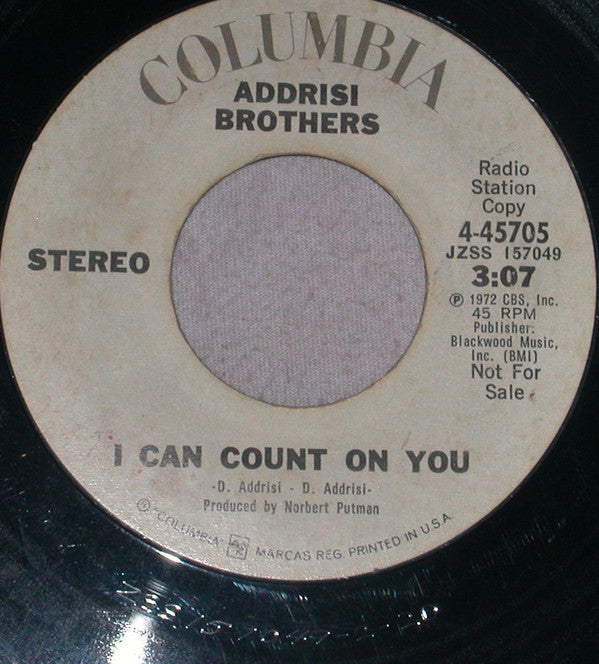 COLUMBIA
ADDRISI
BROTHERS
Radio
Station
Copy
4-45705
JZSS 157049
3:07
℗ 1972 CBS, Inc.
45 RPM
Publisher:
Blackwood Music,
Inc. (BMI)
Not For
Sale
STEREO
I CAN COUNT ON YOU
-D. Addrisi - D. Addrisi-
Produced by Norbert Putman
"COLUMBIA" MARCAS REG. PRINTED IN U.S.A.